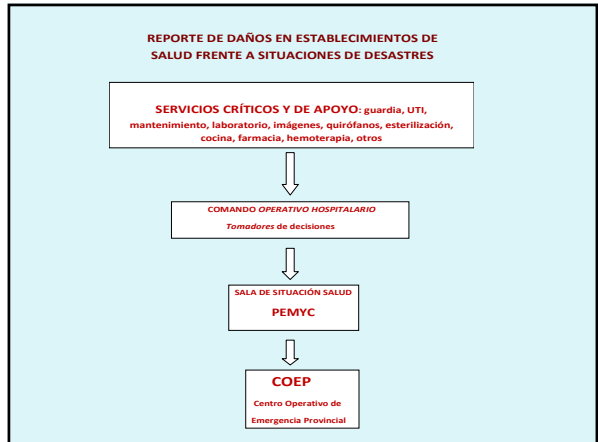 REPORTE DE DAÑOS EN ESTABLECIMIENTOS DE
SALUD FRENTE A SITUACIONES DE DESASTRES
SERVICIOS CRÍTICOS Y DE APOYO: guardia, UTI,
mantenimiento, laboratorio, imágenes, quirófanos, esterilización,
cocina, farmacia, hemoterapia, otros
COMANDO OPERATIVO HOSPITALARIO
Tomadores de decisiones
SALA DE SITUACIÓN SALUD
PEMYC
COEP
Centro Operativo de
Emergencia Provincial